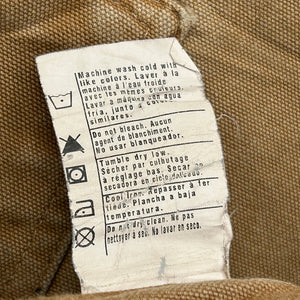 Machine wash cold with
like colors. Laver à la
machine à l'eau froide
avec les mêmes couleurs.
Lavar a máquina con agua
fría, junto a colores
similares.
Do not bleach. Aucun
agent de blanchiment.
No usar blanqueador.
Tumble dry low.
Sécher par culbutage
à réglage bas. Secar en
secadora en ciclo delicado.
Cool Iron. Repasser à fer
tiède. Plancha a baja
temperatura.
Do not dry clean. Ne pas
nettoyer à sec. No lavar en seco.